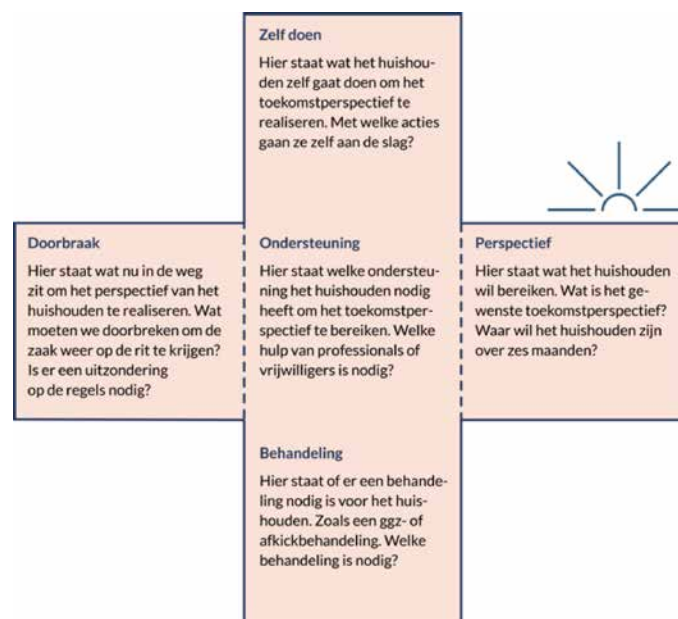 Zelf doen
Hier staat wat het huishou-
den zelf gaat doen om het
toekomstperspectief te
realiseren. Met welke acties
gaan ze zelf aan de slag?
Doorbraak
Hier staat wat nu in de weg
zit om het perspectief van het
huishouden te realiseren. Wat
moeten we doorbreken om de
zaak weer op de rit te krijgen?
Is er een uitzondering
op de regels nodig?
Ondersteuning
Hier staat welke ondersteu-
ning het huishouden nodig
heeft om het toekomstper-
spectief te bereiken. Welke
hulp van professionals of
vrijwilligers is nodig?
Perspectief
Hier staat wat het huishouden
wil bereiken. Wat is het ge-
wenste toekomstperspectief?
Waar wil het huishouden zijn
over zes maanden?
Behandeling
Hier staat of er een behande-
ling nodig is voor het huis-
houden. Zoals een ggz- of
afkickbehandeling. Welke
behandeling is nodig?